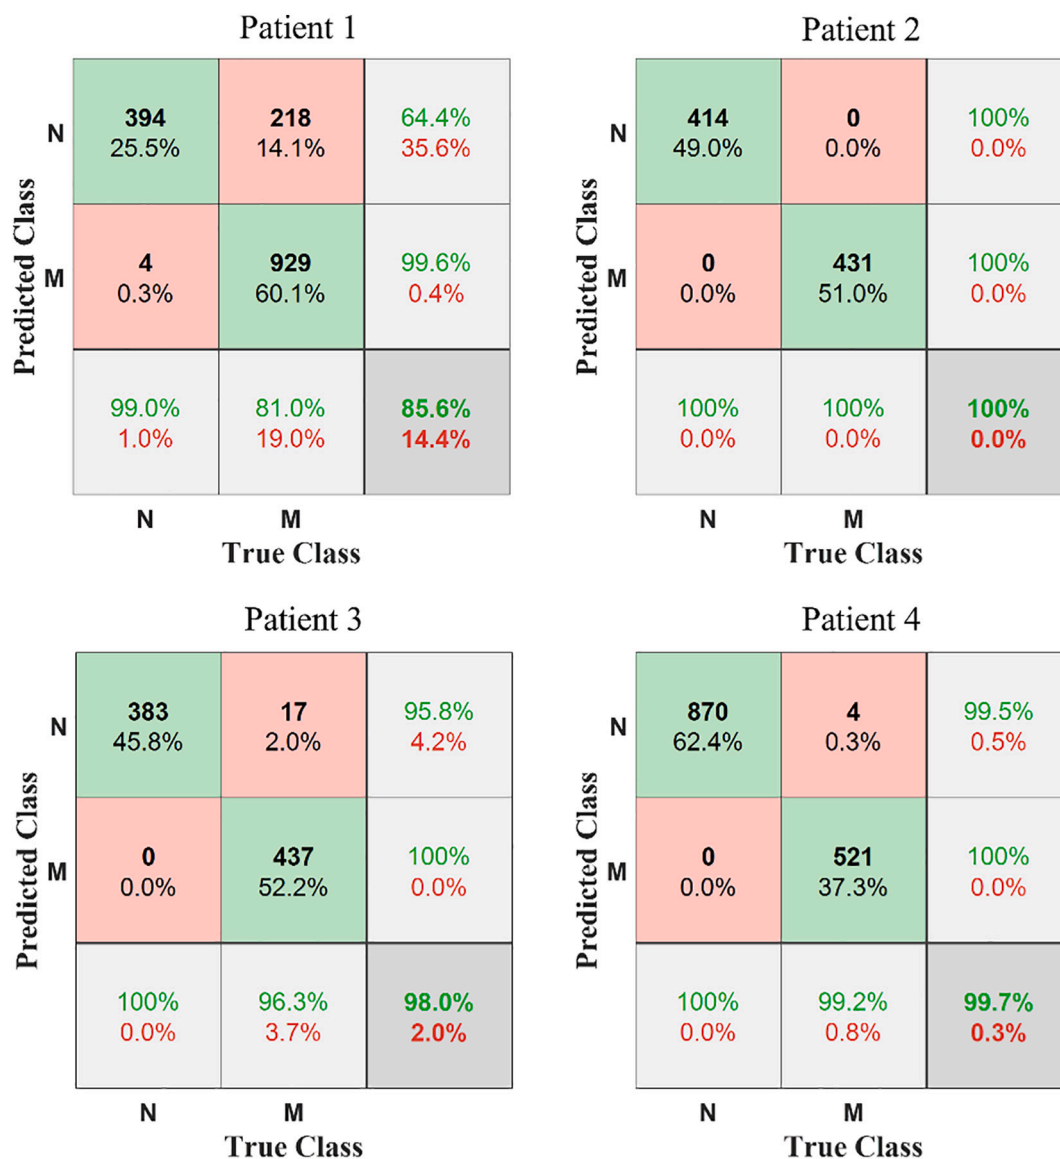 Patient 1
Predicted Class
N
394
25.5%
218
14.1%
64.4%
35.6%
M
4
0.3%
929
60.1%
99.6%
0.4%
99.0%
1.0%
81.0%
19.0%
85.6%
14.4%
N
M
True Class
Patient 2
Predicted Class
N
414
49.0%
0
0.0%
100%
0.0%
M
0
0.0%
431
51.0%
100%
0.0%
100%
0.0%
100%
0.0%
100%
0.0%
N
M
True Class
Patient 3
Predicted Class
N
383
45.8%
17
2.0%
95.8%
4.2%
M
0
0.0%
437
52.2%
100%
0.0%
100%
0.0%
96.3%
3.7%
98.0%
2.0%
N
M
True Class
Patient 4
Predicted Class
N
870
62.4%
4
0.3%
99.5%
0.5%
M
0
0.0%
521
37.3%
100%
0.0%
100%
0.0%
99.2%
0.8%
99.7%
0.3%
N
M
True Class